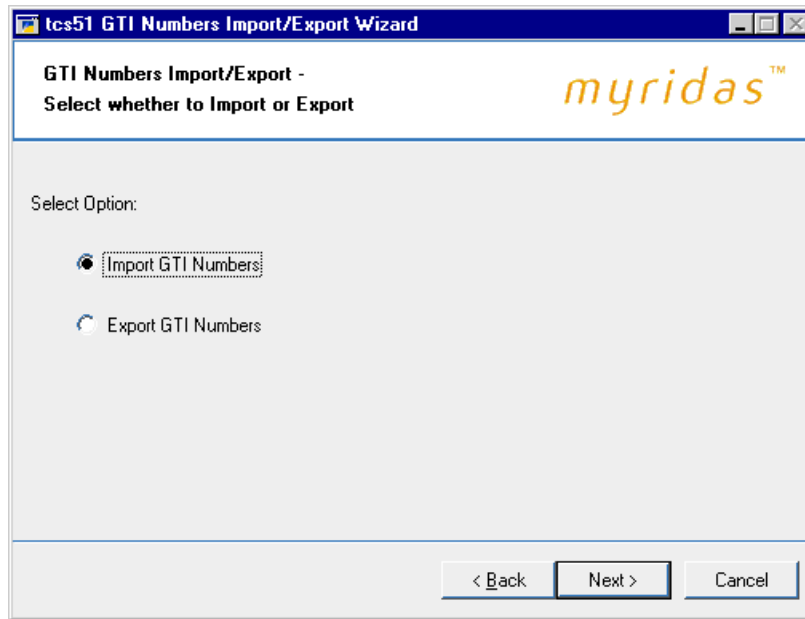 tcs51 GTI Numbers Import/Export Wizard
GTI Numbers Import/Export -
Select whether to Import or Export
myridas™
Select Option:
Import GTI Numbers
Export GTI Numbers
< Back
Next >
Cancel